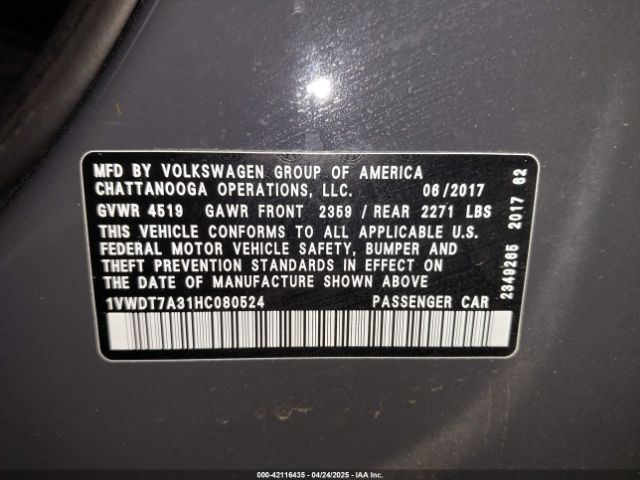 MFD BY VOLKSWAGEN GROUP OF AMERICA
CHATTANOOGA OPERATIONS, LLC. 06/2017
GVWR 4519 GAWR FRONT 2359 / REAR 2271 LBS
THIS VEHICLE CONFORMS TO ALL APPLICABLE U.S.
FEDERAL MOTOR VEHICLE SAFETY, BUMPER AND
THEFT PREVENTION STANDARDS IN EFFECT ON
THE DATE OF MANUFACTURE SHOWN ABOVE
1VWDT7A31HC080524 PASSENGER CAR
2349265 2017 62
000-42116435 - 04/24/2025 - IAA Inc.